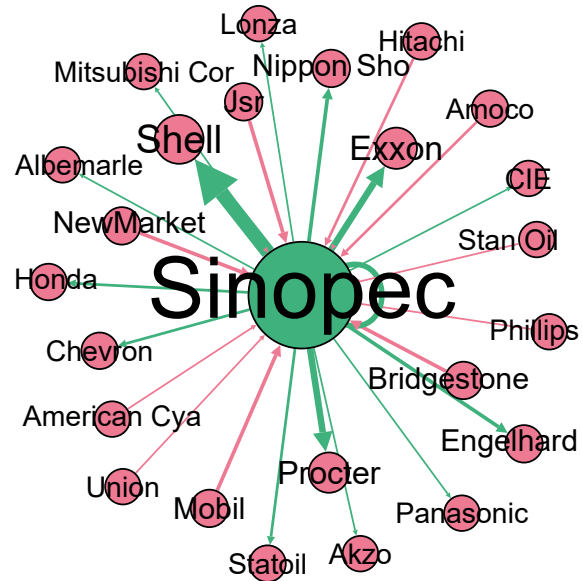 Lonza
Hitachi
Nippon Sho
Mitsubishi Cor
Jsr
Amoco
Shell
Exxon
Albemarle
CIE
NewMarket
Stan Oil
Honda
Sinopec
Phillips
Chevron
Bridgestone
American Cya
Engelhard
Procter
Union
Mobil
Panasonic
Statoil
Akzo